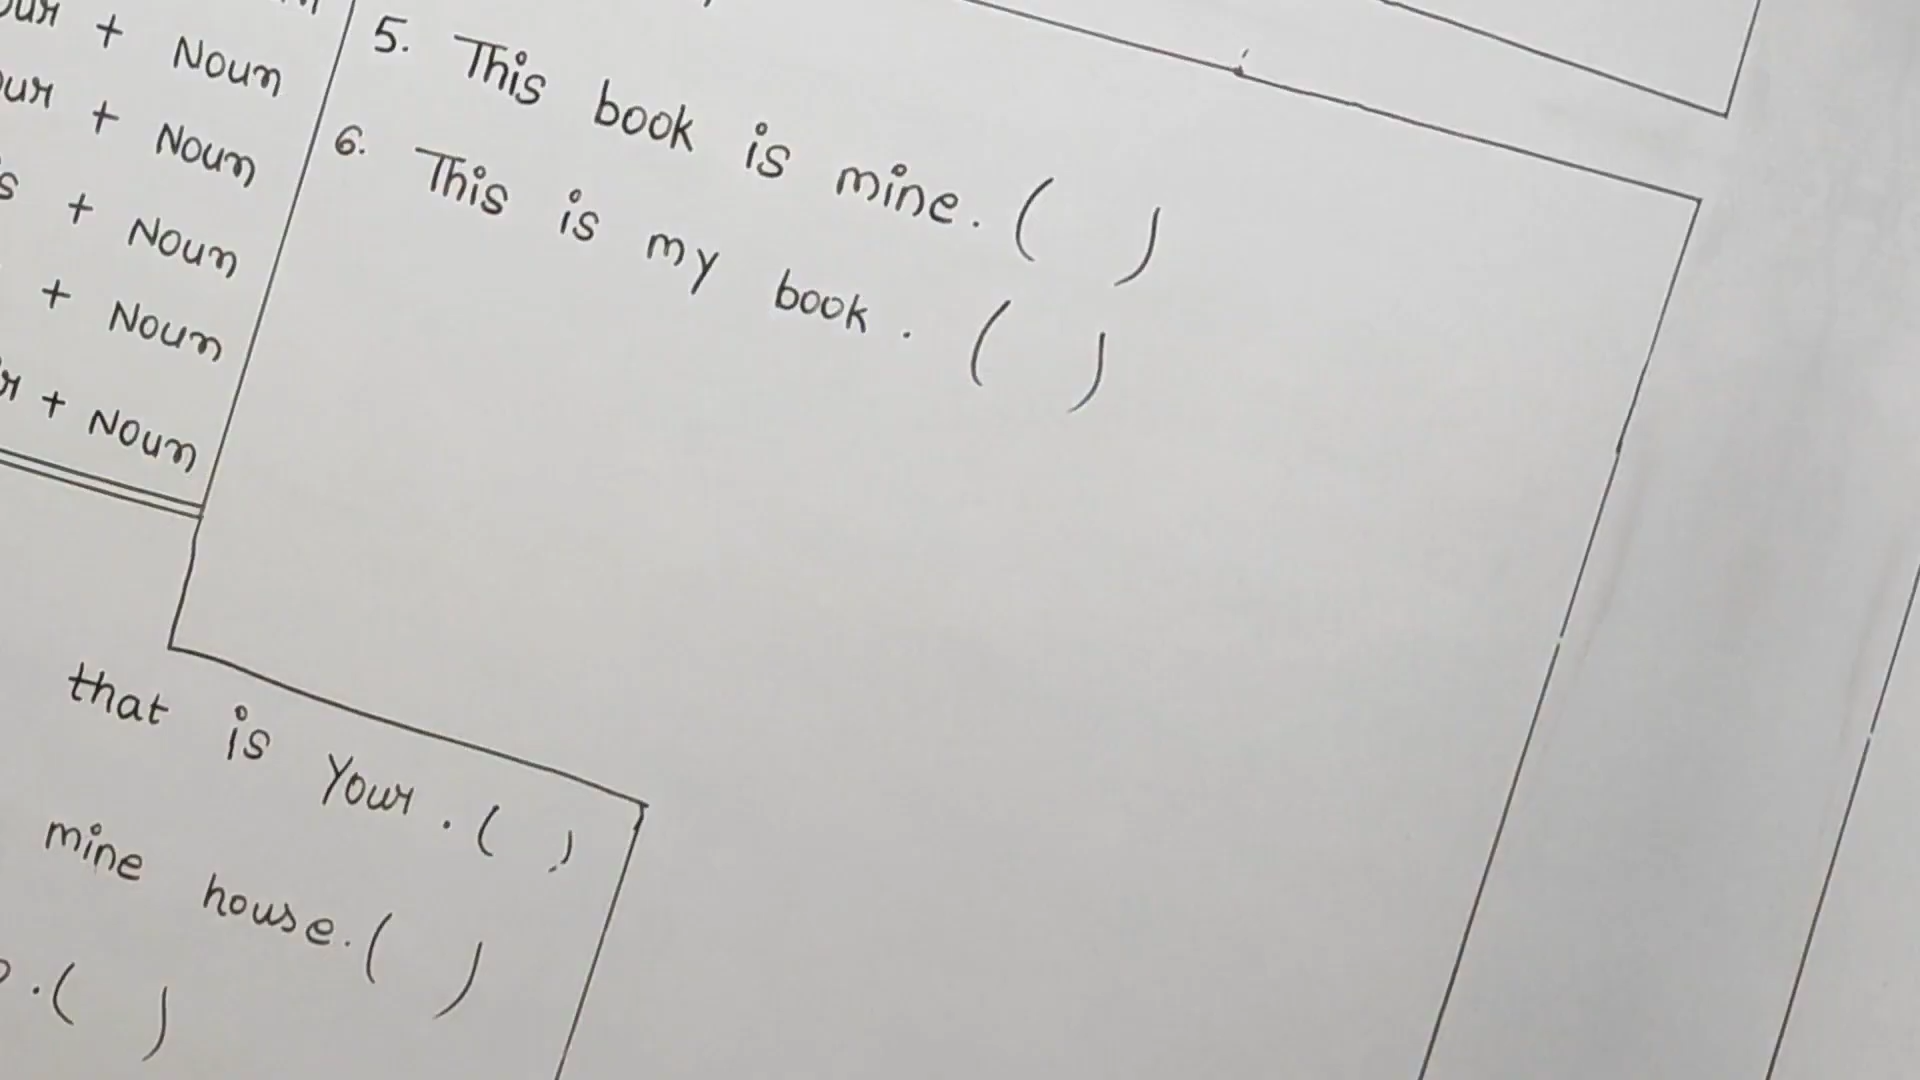 + Noun
+ Noun
+ Noun
+ Noun
+ Noun
5. This book is mine. ( )
6. This is my book. ( )
that is Your. ( )
mine house. ( )
. ( )